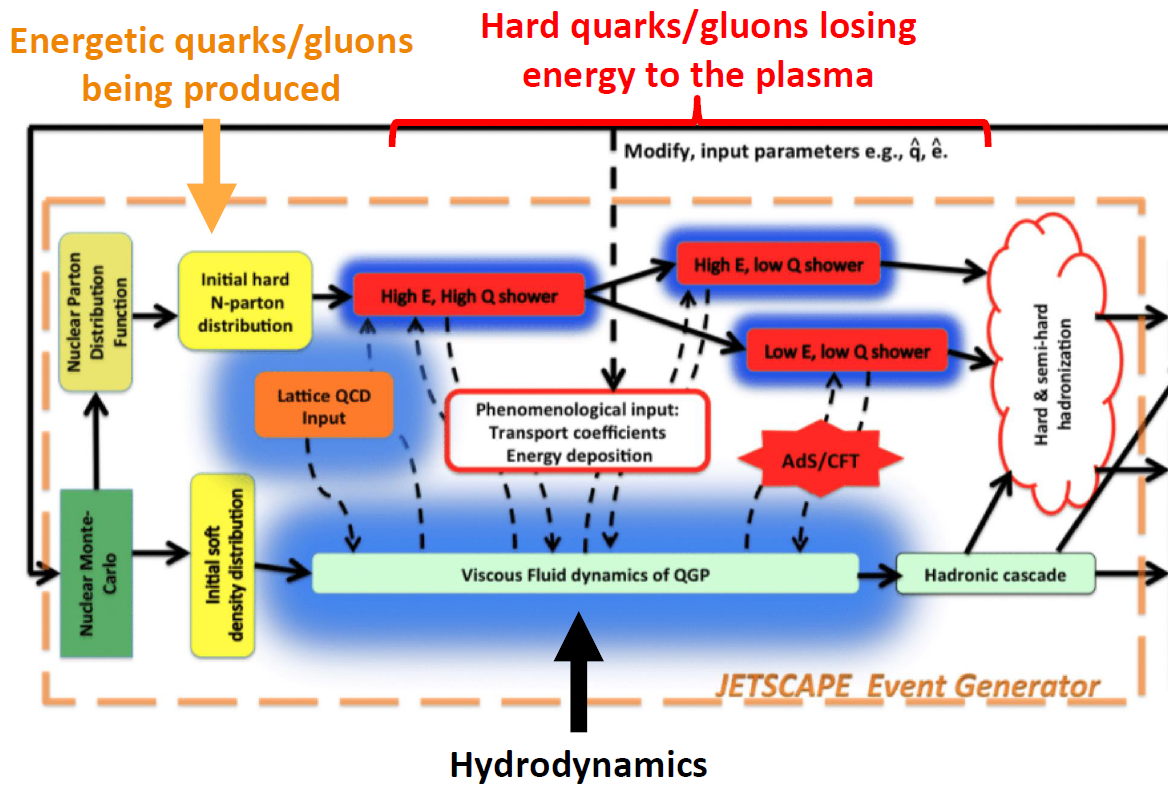 Energetic quarks/gluons
being produced
Hard quarks/gluons losing
energy to the plasma
Modify, input parameters e.g., q̂, ê.
Nuclear Parton
Distribution
Function
Initial hard
N-parton
distribution
High E, High Q shower
High E, low Q shower
Low E, low Q shower
Hard & semi-hard
hadronization
Lattice QCD
Input
Phenomenological input:
Transport coefficients
Energy deposition
AdS/CFT
Nuclear Monte-
Carlo
Initial soft
density distribution
Viscous Fluid dynamics of QGP
Hadronic cascade
JETSCAPE Event Generator
Hydrodynamics